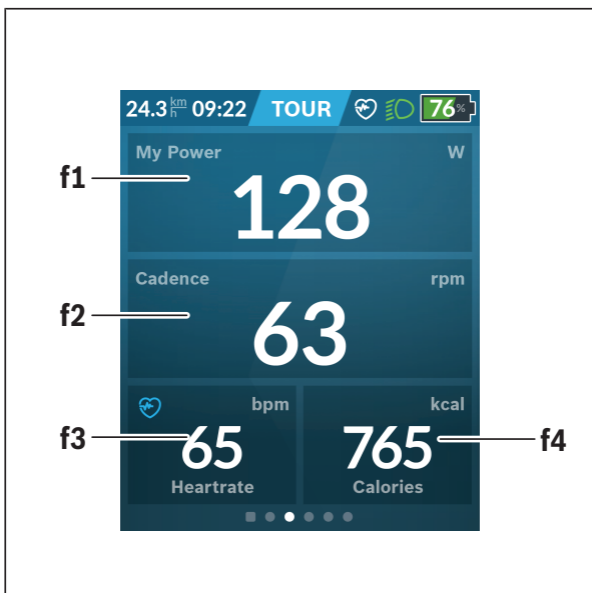 24.3 km/h 09:22 TOUR 76%
My Power W
f1
128
Cadence rpm
f2
63
bpm kcal
f3 65 765 f4
Heartrate Calories